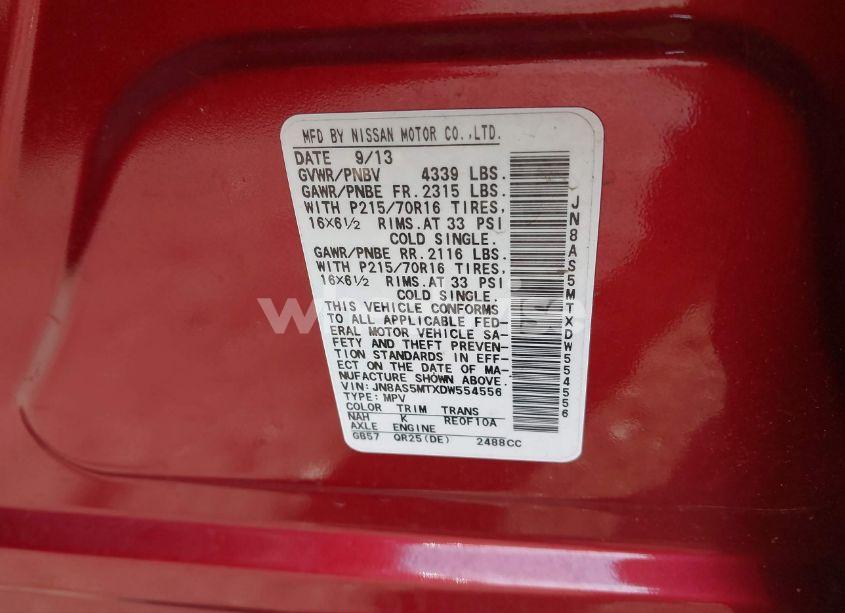 MFD BY NISSAN MOTOR CO.,LTD.
DATE 9/13
GVWR/PNBV 4339 LBS.
GAWR/PNBE FR. 2315 LBS.
WITH P215/70R16 TIRES,
16X6½ RIMS.AT 33 PSI
COLD SINGLE.
GAWR/PNBE RR. 2116 LBS.
WITH P215/70R16 TIRES,
16X6½ RIMS.AT 33 PSI
COLD SINGLE.
THIS VEHICLE CONFORMS
TO ALL APPLICABLE FED-
ERAL MOTOR VEHICLE SA-
FETY AND THEFT PREVEN-
TION STANDARDS IN EFF-
ECT ON THE DATE OF MA-
NUFACTURE SHOWN ABOVE.
VIN: JN8AS5MTXDW554556
TYPE: MPV
COLOR TRIM TRANS
NAH K RE0F10A
AXLE ENGINE
GB57 QR25(DE) 2488CC
JN8AS5MTXDW554556